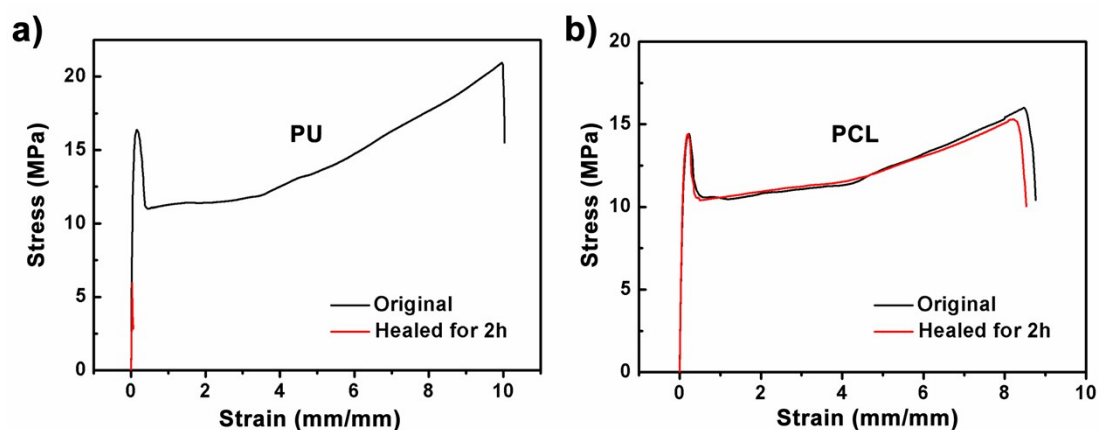 a)
PU
Original
Healed for 2h
Stress (MPa)
20
15
10
5
0
0 2 4 6 8 10
Strain (mm/mm)
b)
PCL
Original
Healed for 2h
Stress (MPa)
20
15
10
5
0
0 2 4 6 8 10
Strain (mm/mm)